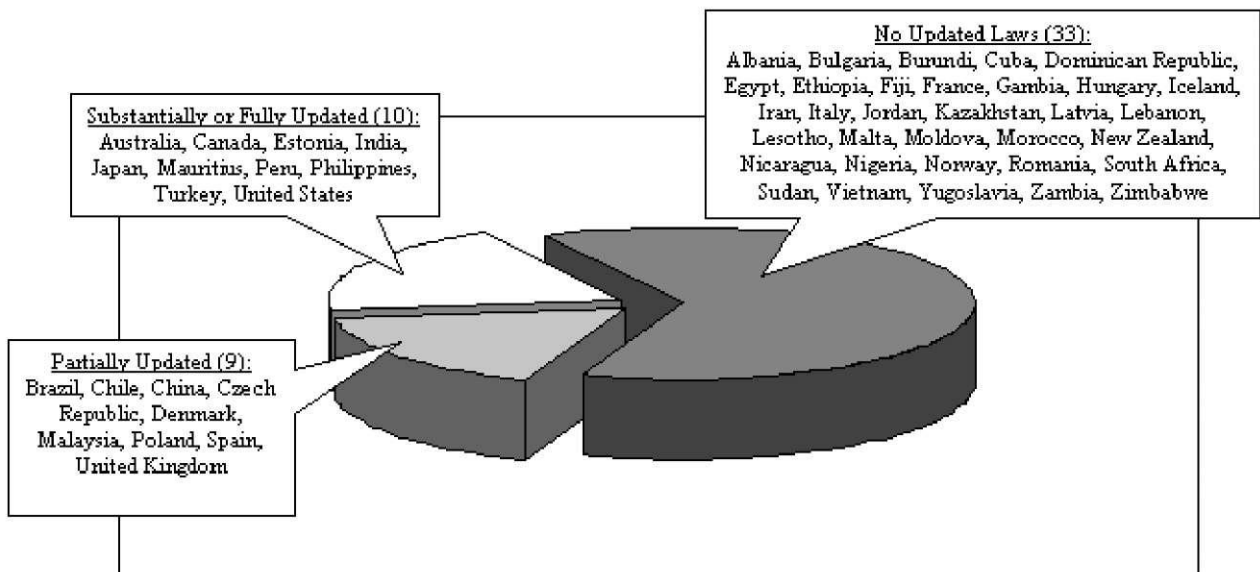 No Updated Laws (33):
Albania, Bulgaria, Burundi, Cuba, Dominican Republic,
Egypt, Ethiopia, Fiji, France, Gambia, Hungary, Iceland,
Iran, Italy, Jordan, Kazakhstan, Latvia, Lebanon,
Lesotho, Malta, Moldova, Morocco, New Zealand,
Nicaragua, Nigeria, Norway, Romania, South Africa,
Sudan, Vietnam, Yugoslavia, Zambia, Zimbabwe
Substantially or Fully Updated (10):
Australia, Canada, Estonia, India,
Japan, Mauritius, Peru, Philippines,
Turkey, United States
Partially Updated (9):
Brazil, Chile, China, Czech
Republic, Denmark,
Malaysia, Poland, Spain,
United Kingdom